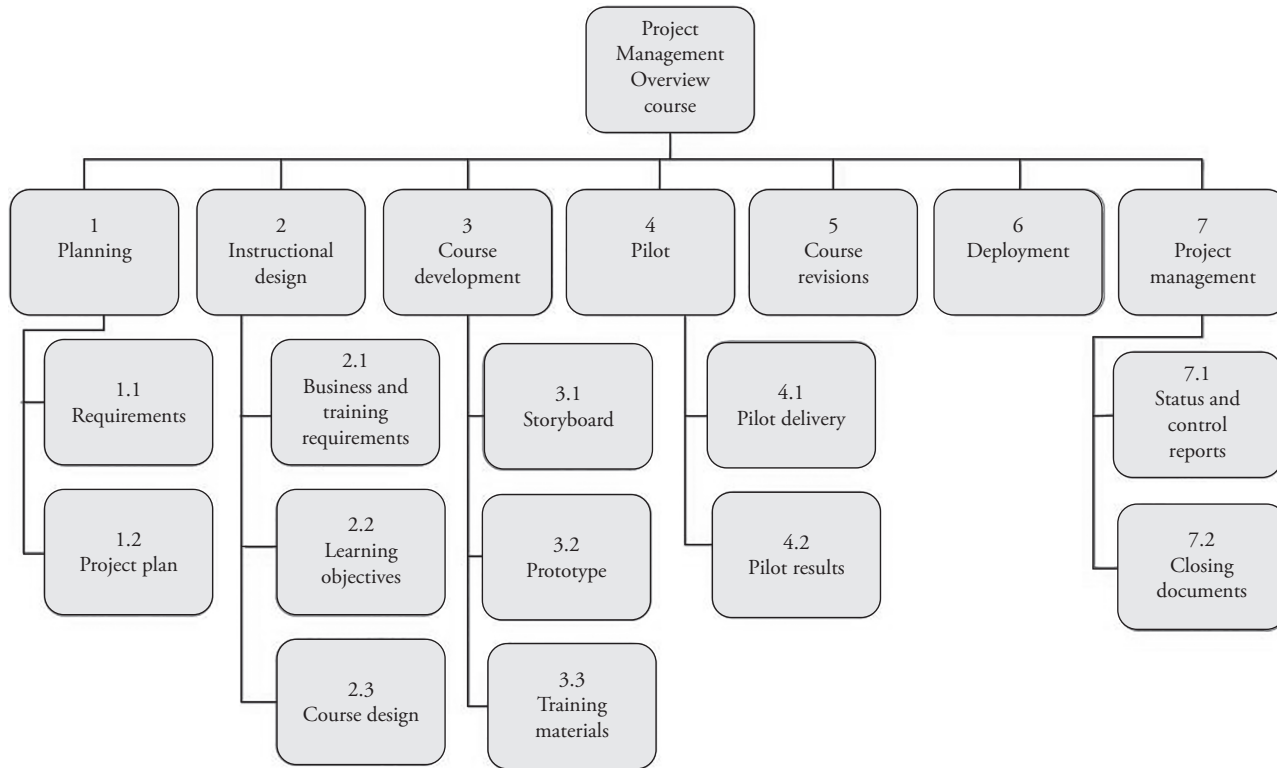 Project
Management
Overview
course
1
Planning
2
Instructional
design
3
Course
development
4
Pilot
5
Course
revisions
6
Deployment
7
Project
management
1.1
Requirements
1.2
Project plan
2.1
Business and
training
requirements
2.2
Learning
objectives
2.3
Course design
3.1
Storyboard
3.2
Prototype
3.3
Training
materials
4.1
Pilot delivery
4.2
Pilot results
7.1
Status and
control
reports
7.2
Closing
documents